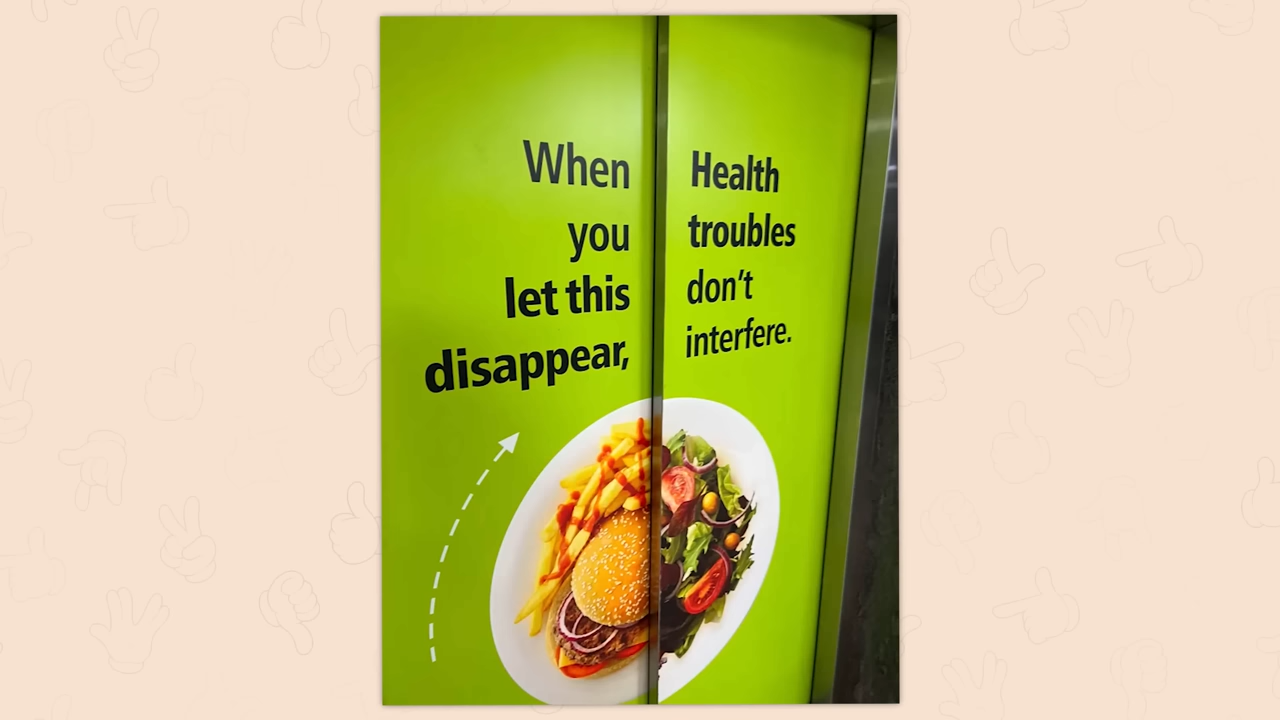 When
you
let this
disappear,
Health
troubles
don't
interfere.